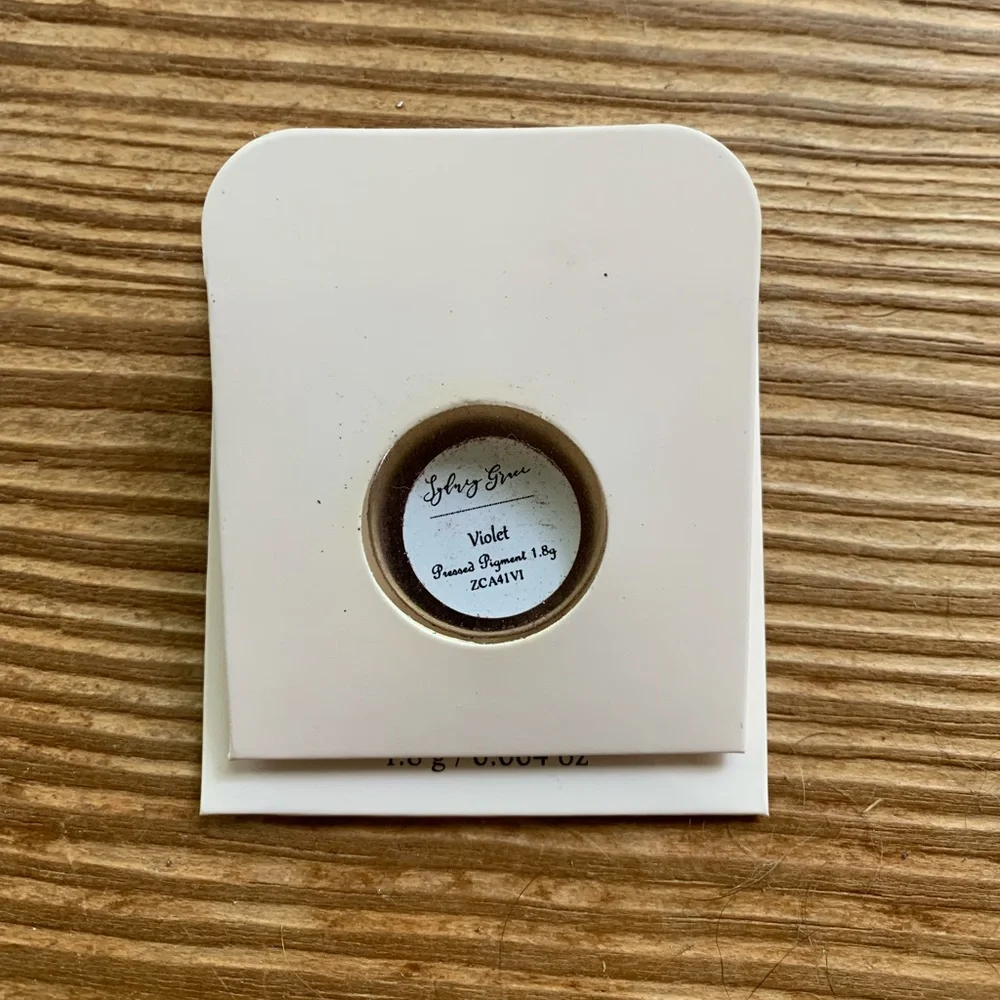 Sydney Grace
Violet
Pressed Pigment 1.8g
ZCA41VI
1.8 g / 0.064 oz